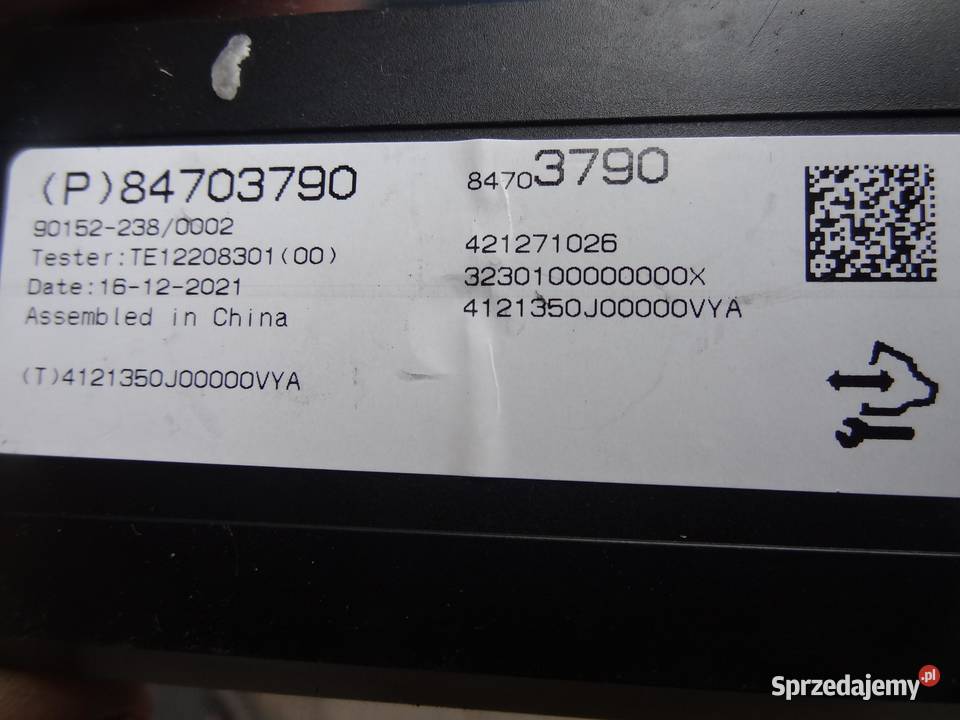 (P)84703790
90152-238/0002
Tester:TE12208301(00)
Date:16-12-2021
Assembled in China
(T)4121350J00000VYA
84703790
421271026
3230100000000X
4121350J00000VYA
Sprzedajemy.pl